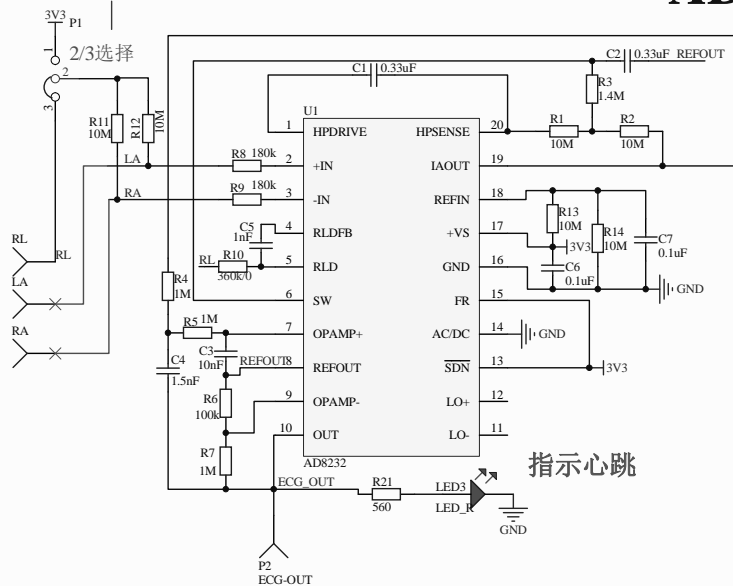 3V3
P1
1
2/3选择
2
3
R11
10M
R12
10M
LA
RA
RL
RL
LA
RA
R8 180k
R9 180k
C5
1nF
RL R10
360k/0
R4
1M
R5 1M
C3
10nF
C4
1.5nF
REFOUT
R6
100k
R7
1M
C1 0.33uF
C2 0.33uF REFOUT
R3
1.4M
R1
10M
R2
10M
U1
1 HPDRIVE HPSENSE 20
2 +IN IAOUT 19
3 -IN REFIN 18
4 RLDFB +VS 17
5 RLD GND 16
6 SW FR 15
7 OPAMP+ AC/DC 14
8 REFOUT SDN 13
9 OPAMP- LO+ 12
10 OUT LO- 11
AD8232
R13
10M
R14
10M
C7
0.1uF
3V3
C6
0.1uF
GND
GND
3V3
指示心跳
ECG_OUT
R21
560
LED3
GND
P2
ECG-OUT